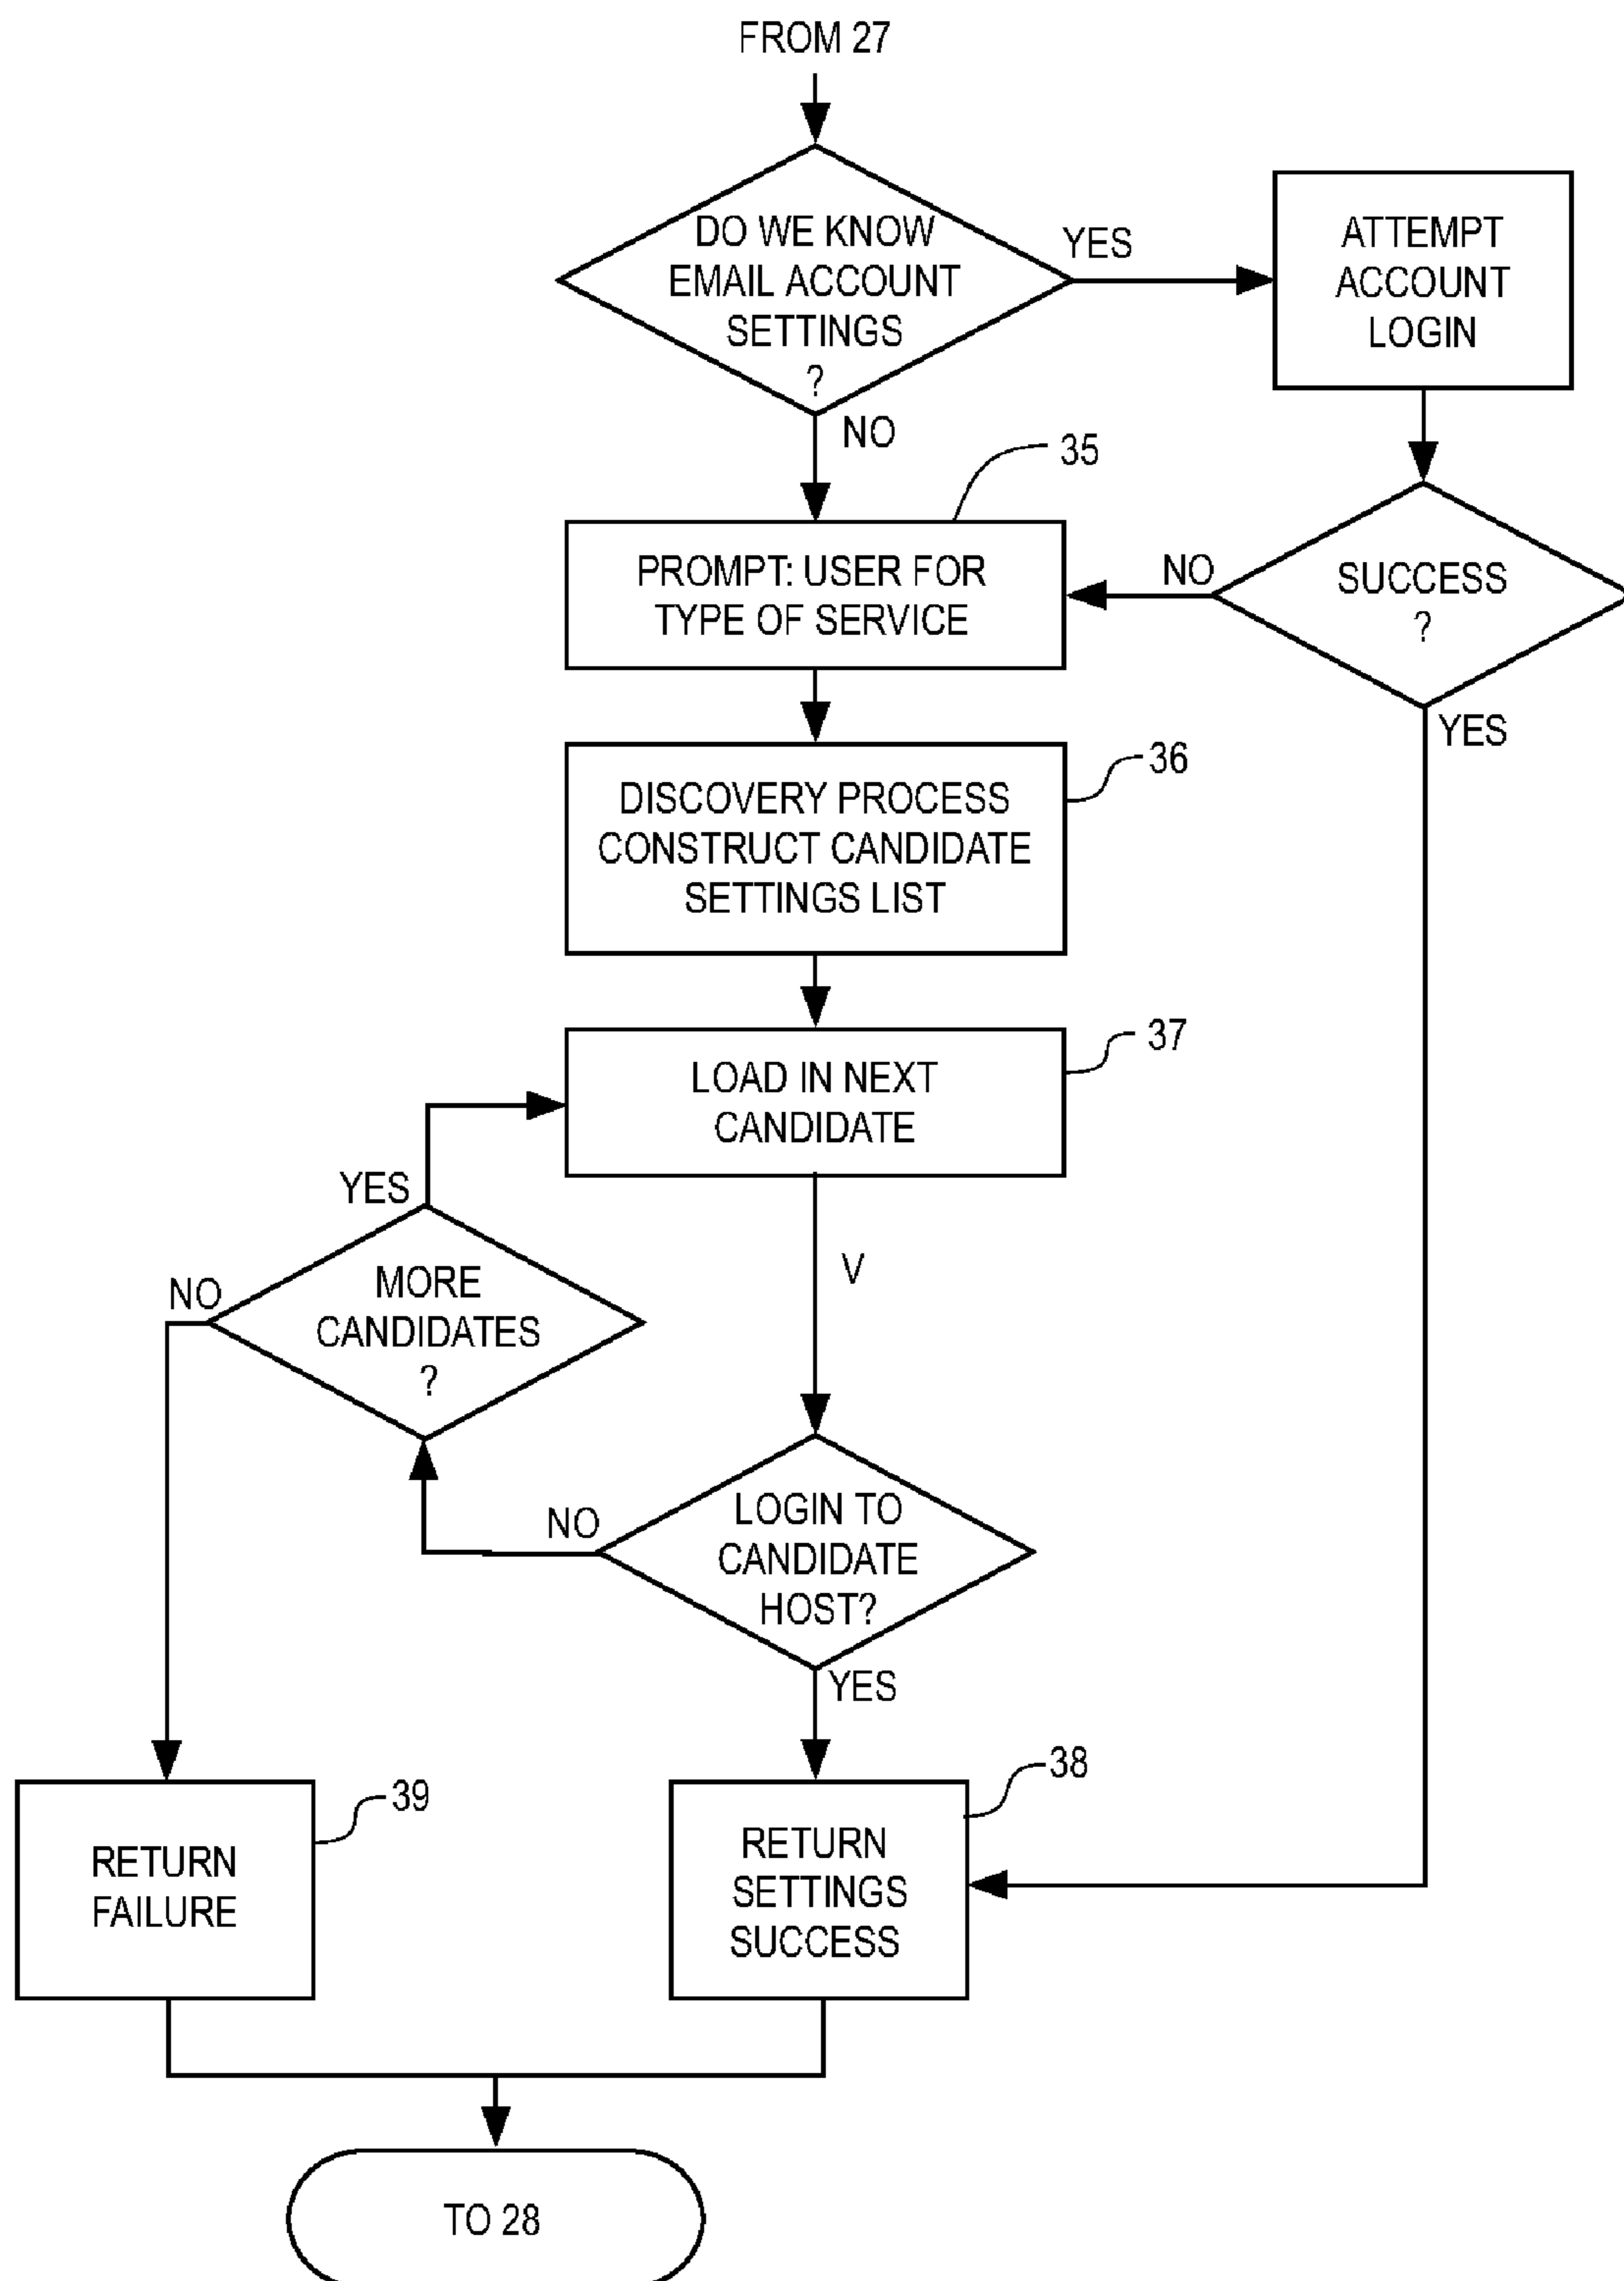 FROM 27
DO WE KNOW
EMAIL ACCOUNT
SETTINGS
?
YES
ATTEMPT
ACCOUNT
LOGIN
NO
35
PROMPT: USER FOR
TYPE OF SERVICE
NO
SUCCESS
?
YES
36
DISCOVERY PROCESS
CONSTRUCT CANDIDATE
SETTINGS LIST
37
LOAD IN NEXT
CANDIDATE
YES
V
NO
MORE
CANDIDATES
?
NO
LOGIN TO
CANDIDATE
HOST?
YES
38
39
RETURN
FAILURE
RETURN
SETTINGS
SUCCESS
TO 28